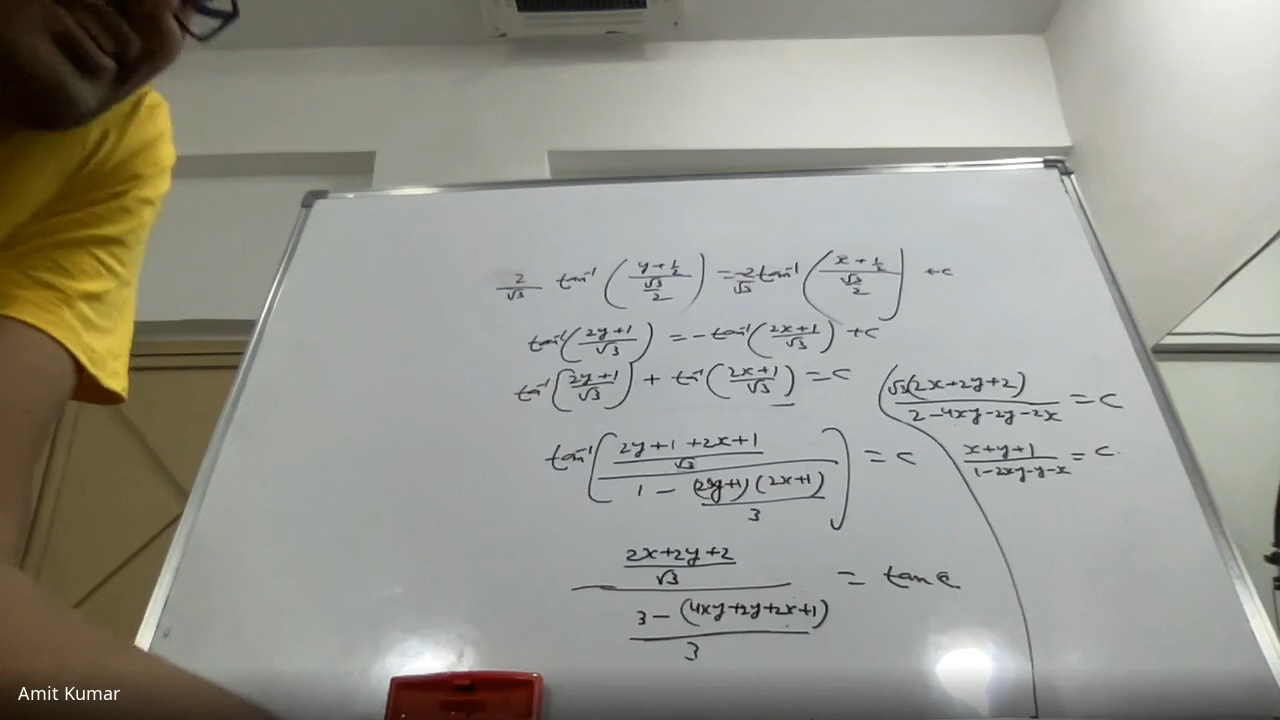 2/√3 tan⁻¹((y+1/2)/(√3/2)) = -2/√3 tan⁻¹((x+1/2)/(√3/2)) +c
tan⁻¹((2y+1)/√3) = -tan⁻¹((2x+1)/√3) +c
tan⁻¹((2y+1)/√3) + tan⁻¹((2x+1)/√3) = c
tan⁻¹[((2y+1+2x+1)/√3)/(1-((2y+1)(2x+1))/3)] = c
((2x+2y+2)/√3)/((3-(4xy+2y+2x+1))/3) = tan c
(√3(2x+2y+2))/(2-4xy-2y-2x) = c
(x+y+1)/(1-2xy-y-x) = c
Amit Kumar